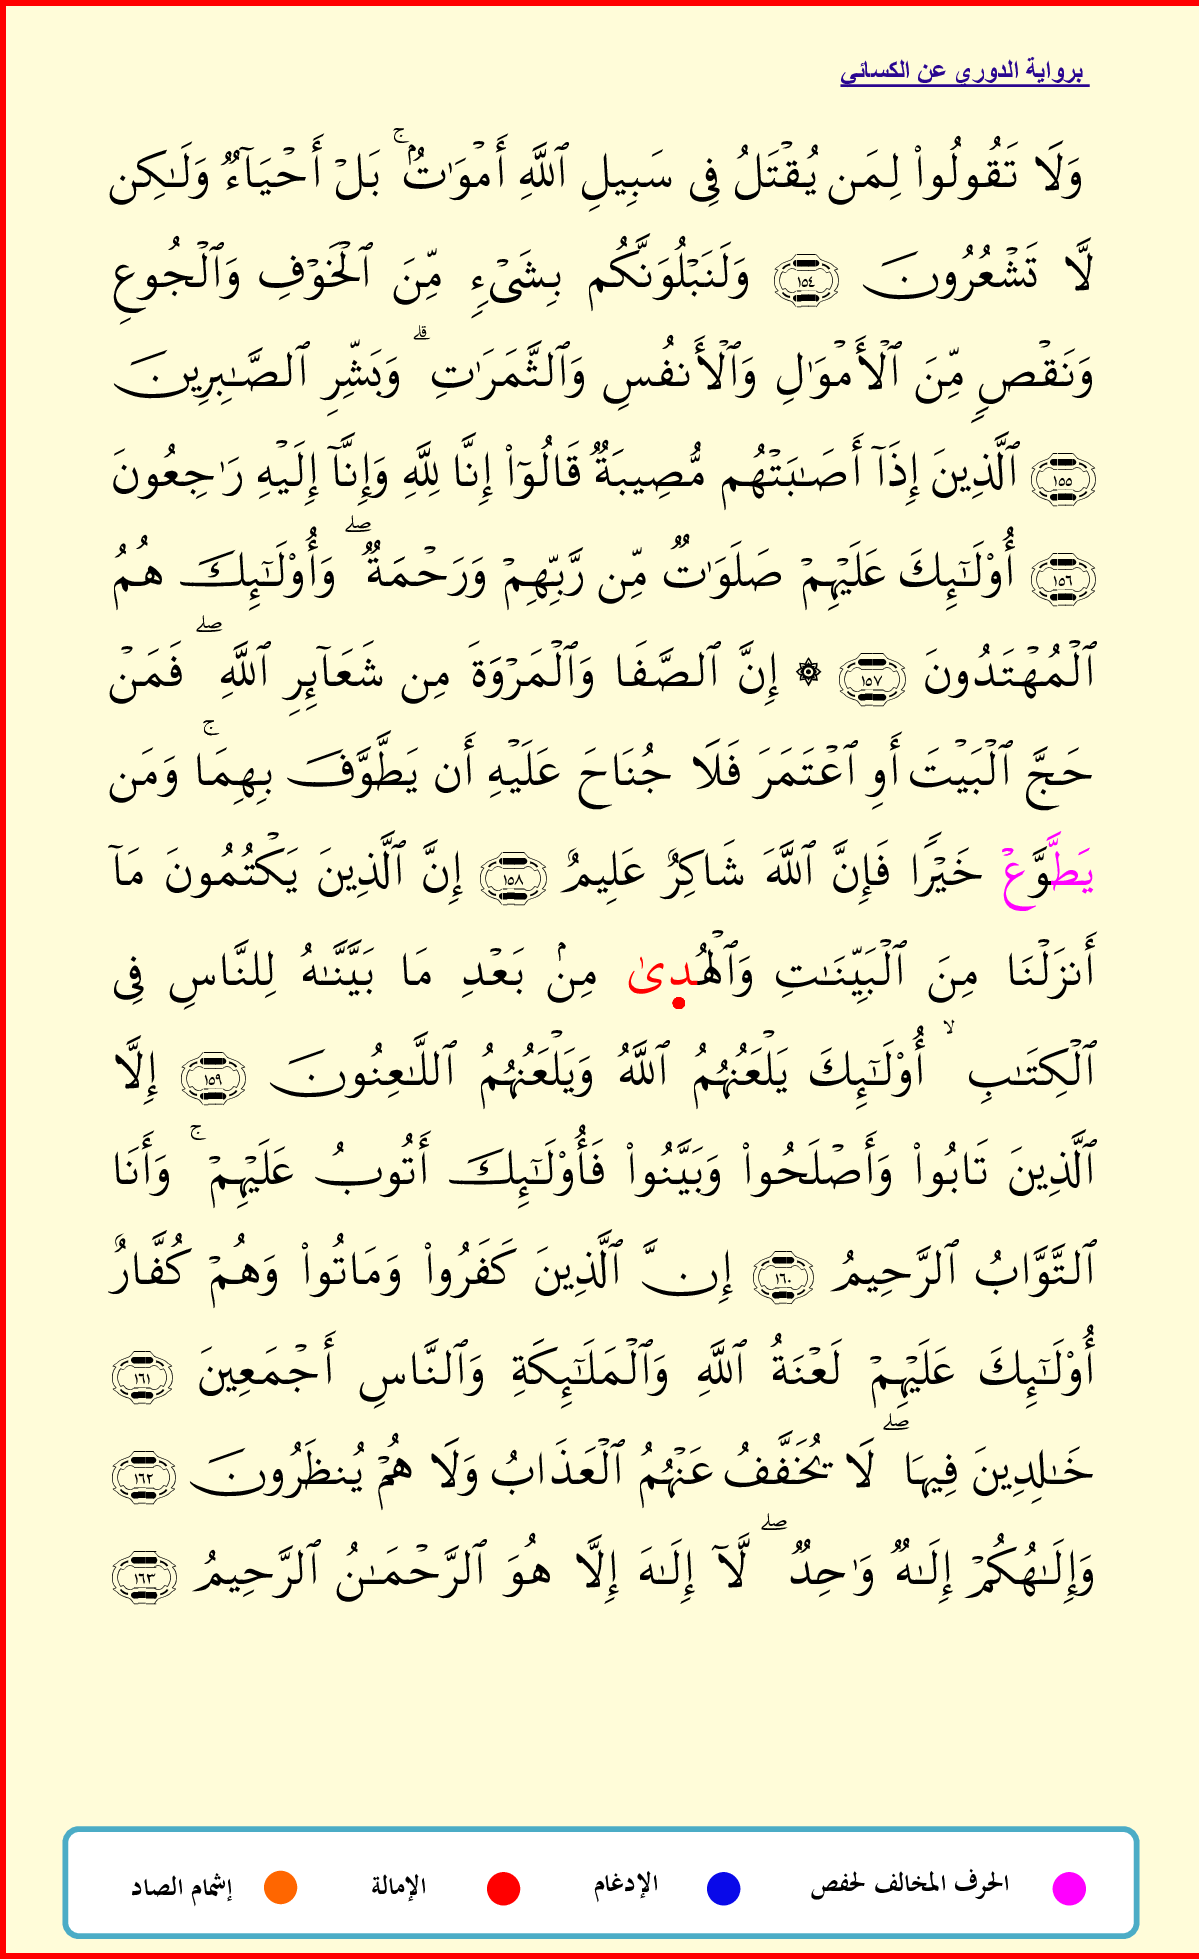 برواية الدوري عن الكسائي
وَلَا تَقُولُواْ لِمَن يُقۡتَلُ فِي سَبِيلِ ٱللَّهِ أَمۡوَٰتُۢۚ بَلۡ أَحۡيَآءٞ وَلَٰكِن
لَّا تَشۡعُرُونَ ١٥٤ وَلَنَبۡلُوَنَّكُم بِشَيۡءٖ مِّنَ ٱلۡخَوۡفِ وَٱلۡجُوعِ
وَنَقۡصٖ مِّنَ ٱلۡأَمۡوَٰلِ وَٱلۡأَنفُسِ وَٱلثَّمَرَٰتِۗ وَبَشِّرِ ٱلصَّٰبِرِينَ
١٥٥ ٱلَّذِينَ إِذَآ أَصَٰبَتۡهُم مُّصِيبَةٞ قَالُوٓاْ إِنَّا لِلَّهِ وَإِنَّآ إِلَيۡهِ رَٰجِعُونَ
١٥٦ أُوْلَٰٓئِكَ عَلَيۡهِمۡ صَلَوَٰتٞ مِّن رَّبِّهِمۡ وَرَحۡمَةٞۖ وَأُوْلَٰٓئِكَ هُمُ
ٱلۡمُهۡتَدُونَ ١٥٧ ۞ إِنَّ ٱلصَّفَا وَٱلۡمَرۡوَةَ مِن شَعَآئِرِ ٱللَّهِۖ فَمَنۡ
حَجَّ ٱلۡبَيۡتَ أَوِ ٱعۡتَمَرَ فَلَا جُنَاحَ عَلَيۡهِ أَن يَطَّوَّفَ بِهِمَاۚ وَمَن
يَطَّوَّعۡ خَيۡرٗا فَإِنَّ ٱللَّهَ شَاكِرٌ عَلِيمٌ ١٥٨ إِنَّ ٱلَّذِينَ يَكۡتُمُونَ مَآ
أَنزَلۡنَا مِنَ ٱلۡبَيِّنَٰتِ وَٱلۡهُدِىٰ مِنۢ بَعۡدِ مَا بَيَّنَّٰهُ لِلنَّاسِ فِي
ٱلۡكِتَٰبِۙ أُوْلَٰٓئِكَ يَلۡعَنُهُمُ ٱللَّهُ وَيَلۡعَنُهُمُ ٱللَّٰعِنُونَ ١٥٩ إِلَّا
ٱلَّذِينَ تَابُواْ وَأَصۡلَحُواْ وَبَيَّنُواْ فَأُوْلَٰٓئِكَ أَتُوبُ عَلَيۡهِمۡۚ وَأَنَا
ٱلتَّوَّابُ ٱلرَّحِيمُ ١٦٠ إِنَّ ٱلَّذِينَ كَفَرُواْ وَمَاتُواْ وَهُمۡ كُفَّارٌ
أُوْلَٰٓئِكَ عَلَيۡهِمۡ لَعۡنَةُ ٱللَّهِ وَٱلۡمَلَٰٓئِكَةِ وَٱلنَّاسِ أَجۡمَعِينَ ١٦١
خَٰلِدِينَ فِيهَاۖ لَا يُخَفَّفُ عَنۡهُمُ ٱلۡعَذَابُ وَلَا هُمۡ يُنظَرُونَ ١٦٢
وَإِلَٰهُكُمۡ إِلَٰهٞ وَٰحِدٞۖ لَّآ إِلَٰهَ إِلَّا هُوَ ٱلرَّحۡمَٰنُ ٱلرَّحِيمُ ١٦٣
الحرف المخالف لحفص الإدغام الإمالة إشمام الصاد